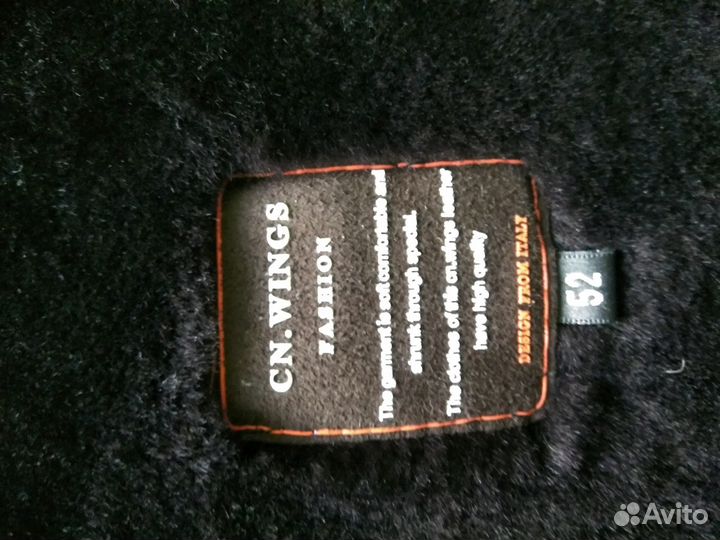 CN.WINGS
FASHION
The garment is soft comfortable and
shrunk through special.
The clothes of this cn.wings leather
have high quality
DESIGN FROM ITALY
52
Avito